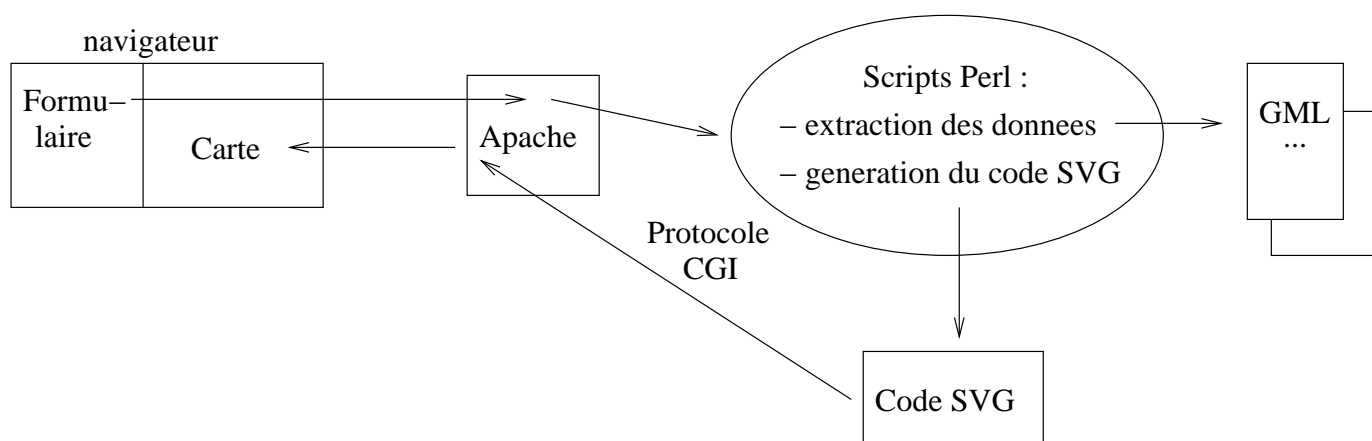 navigateur
Formu–
laire
Carte
Apache
Scripts Perl :
– extraction des donnees
– generation du code SVG
GML
...
Protocole
CGI
Code SVG